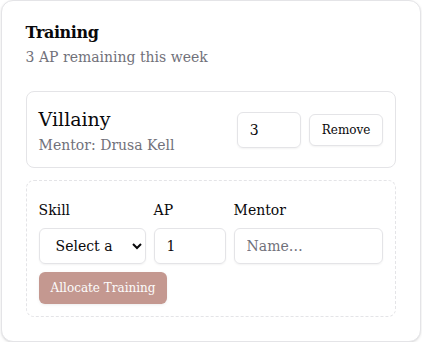 Training
3 AP remaining this week
Villainy
Mentor: Drusa Kell
3
Remove
Skill
AP
Mentor
Select a
1
Name...
Allocate Training